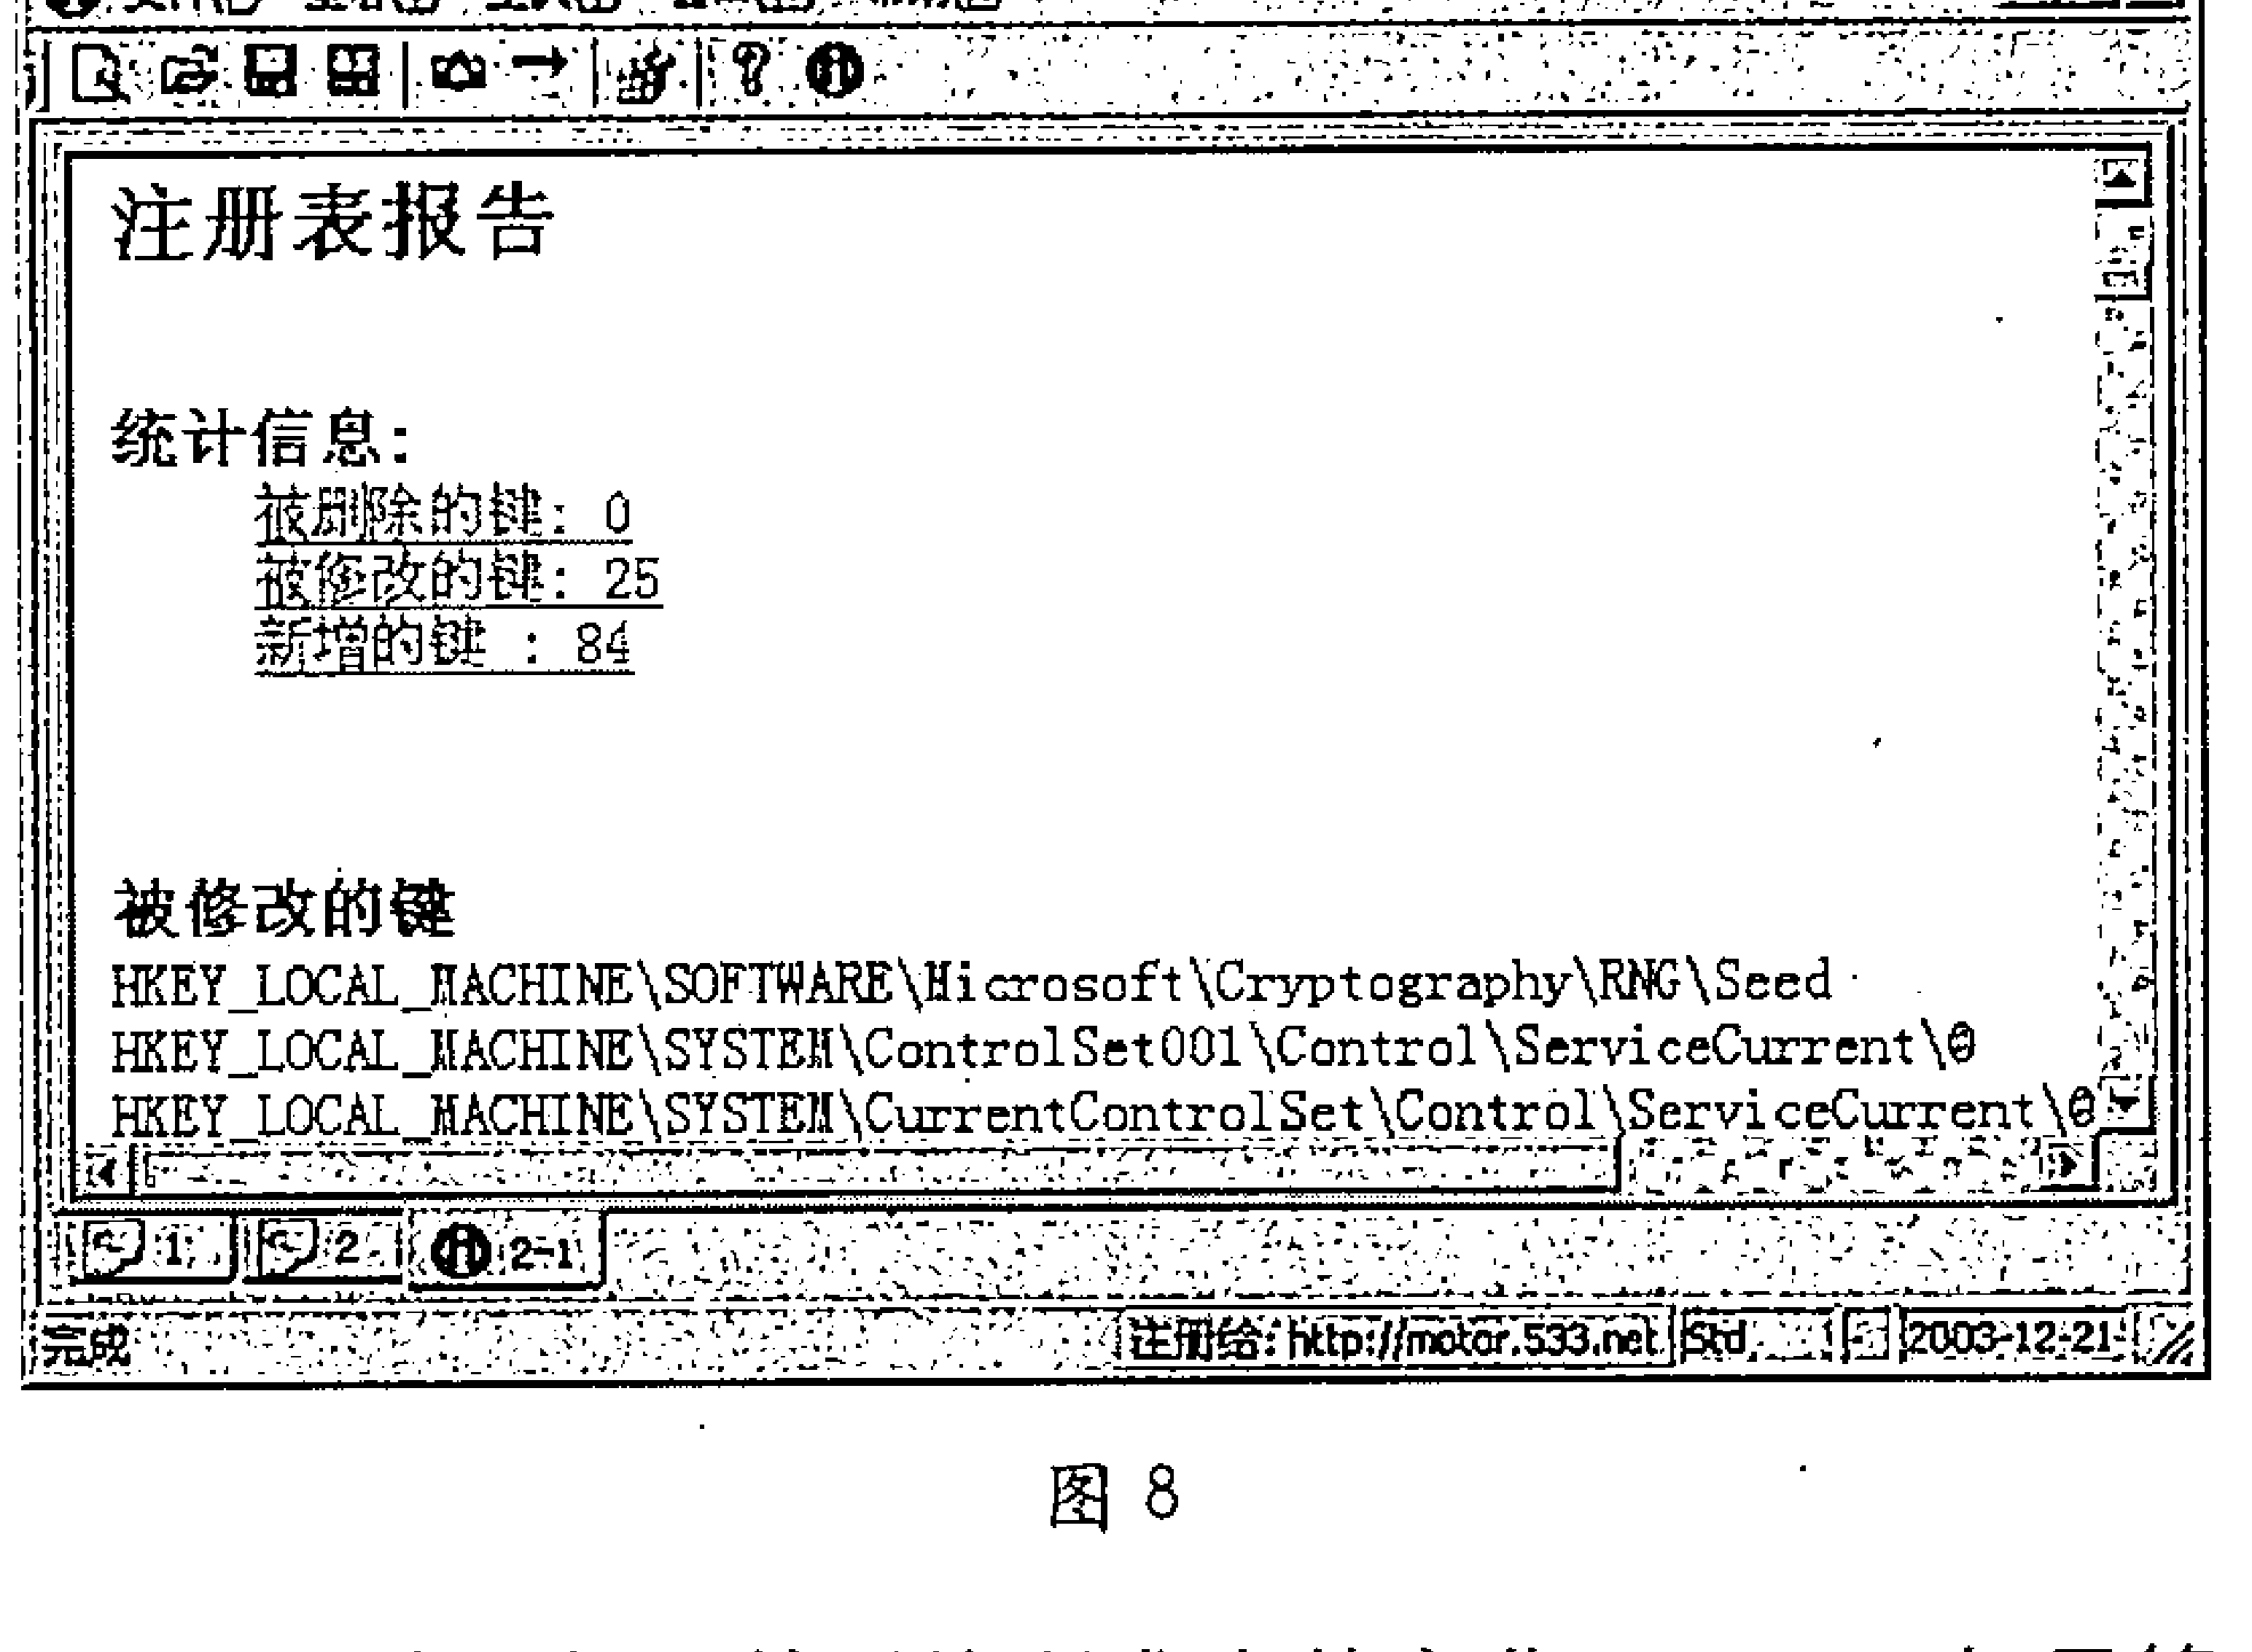 注册表报告
统计信息:
被删除的键: 0
被修改的键: 25
新增的键 : 84
被修改的键
HKEY_LOCAL_MACHINE\SOFTWARE\Microsoft\Cryptography\RNG\Seed
HKEY_LOCAL_MACHINE\SYSTEM\ControlSet001\Control\ServiceCurrent\@
HKEY_LOCAL_MACHINE\SYSTEM\CurrentControlSet\Control\ServiceCurrent\@
1 2 2-1
完成 注册给: http://motor.533.net Std 2003-12-21
图 8